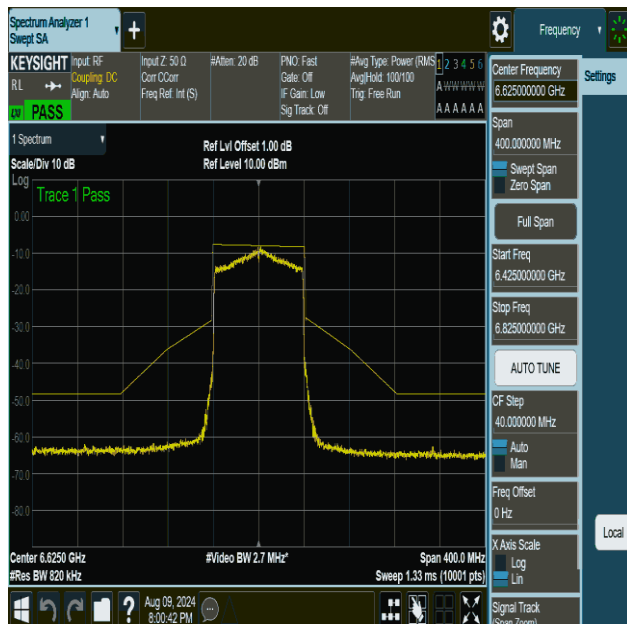 Spectrum Analyzer 1
Swept SA
+
Frequency
KEYSIGHT
RL
PASS
Input: RF
Coupling: DC
Align: Auto
Input Z: 50 Ω
Corr CCorr
Freq Ref: Int (S)
#Atten: 20 dB
PNO: Fast
Gate: Off
IF Gain: Low
Sig Track: Off
#Avg Type: Power (RMS
Avg|Hold: 100/100
Trig: Free Run
1 2 3 4 5 6
A W W W W W
A A A A A A
1 Spectrum
Scale/Div 10 dB
Ref Lvl Offset 1.00 dB
Ref Level 10.00 dBm
Log
Trace 1 Pass
0.00
-10.0
-20.0
-30.0
-40.0
-50.0
-60.0
-70.0
-80.0
Center 6.6250 GHz
#Res BW 820 kHz
#Video BW 2.7 MHz*
Span 400.0 MHz
Sweep 1.33 ms (10001 pts)
Aug 09, 2024
8:00:42 PM
Center Frequency
6.625000000 GHz
Settings
Span
400.000000 MHz
Swept Span
Zero Span
Full Span
Start Freq
6.425000000 GHz
Stop Freq
6.825000000 GHz
AUTO TUNE
CF Step
40.000000 MHz
Auto
Man
Freq Offset
0 Hz
Local
X Axis Scale
Log
Lin
Signal Track
(Span Zoom)